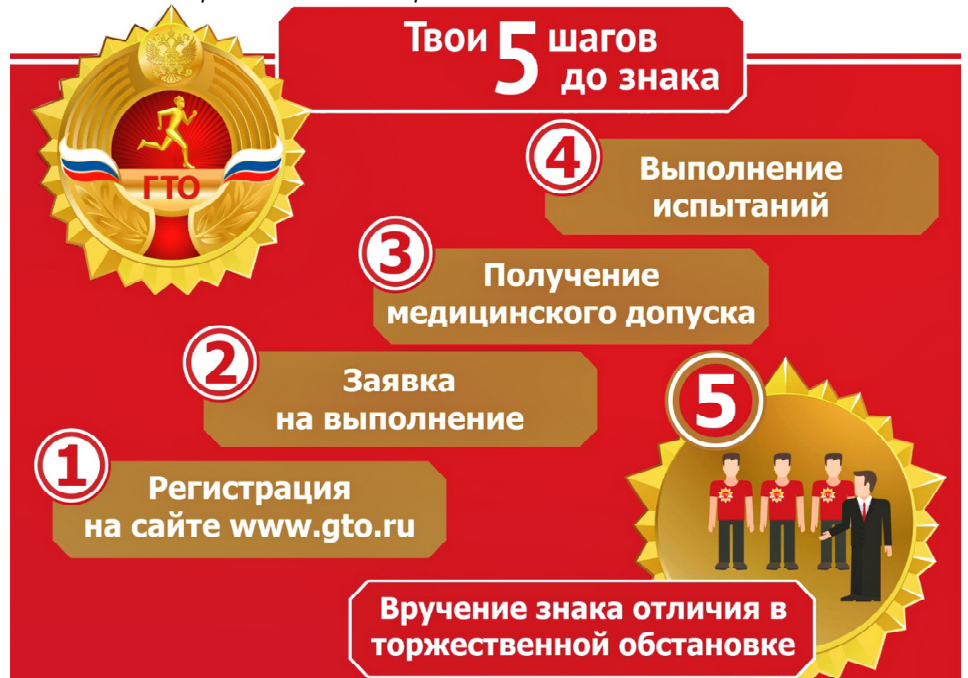 Твои 5 шагов
до знака
ГТО
4
Выполнение
испытаний
3
Получение
медицинского допуска
2
Заявка
на выполнение
1
Регистрация
на сайте www.gto.ru
5
Вручение знака отличия в
торжественной обстановке